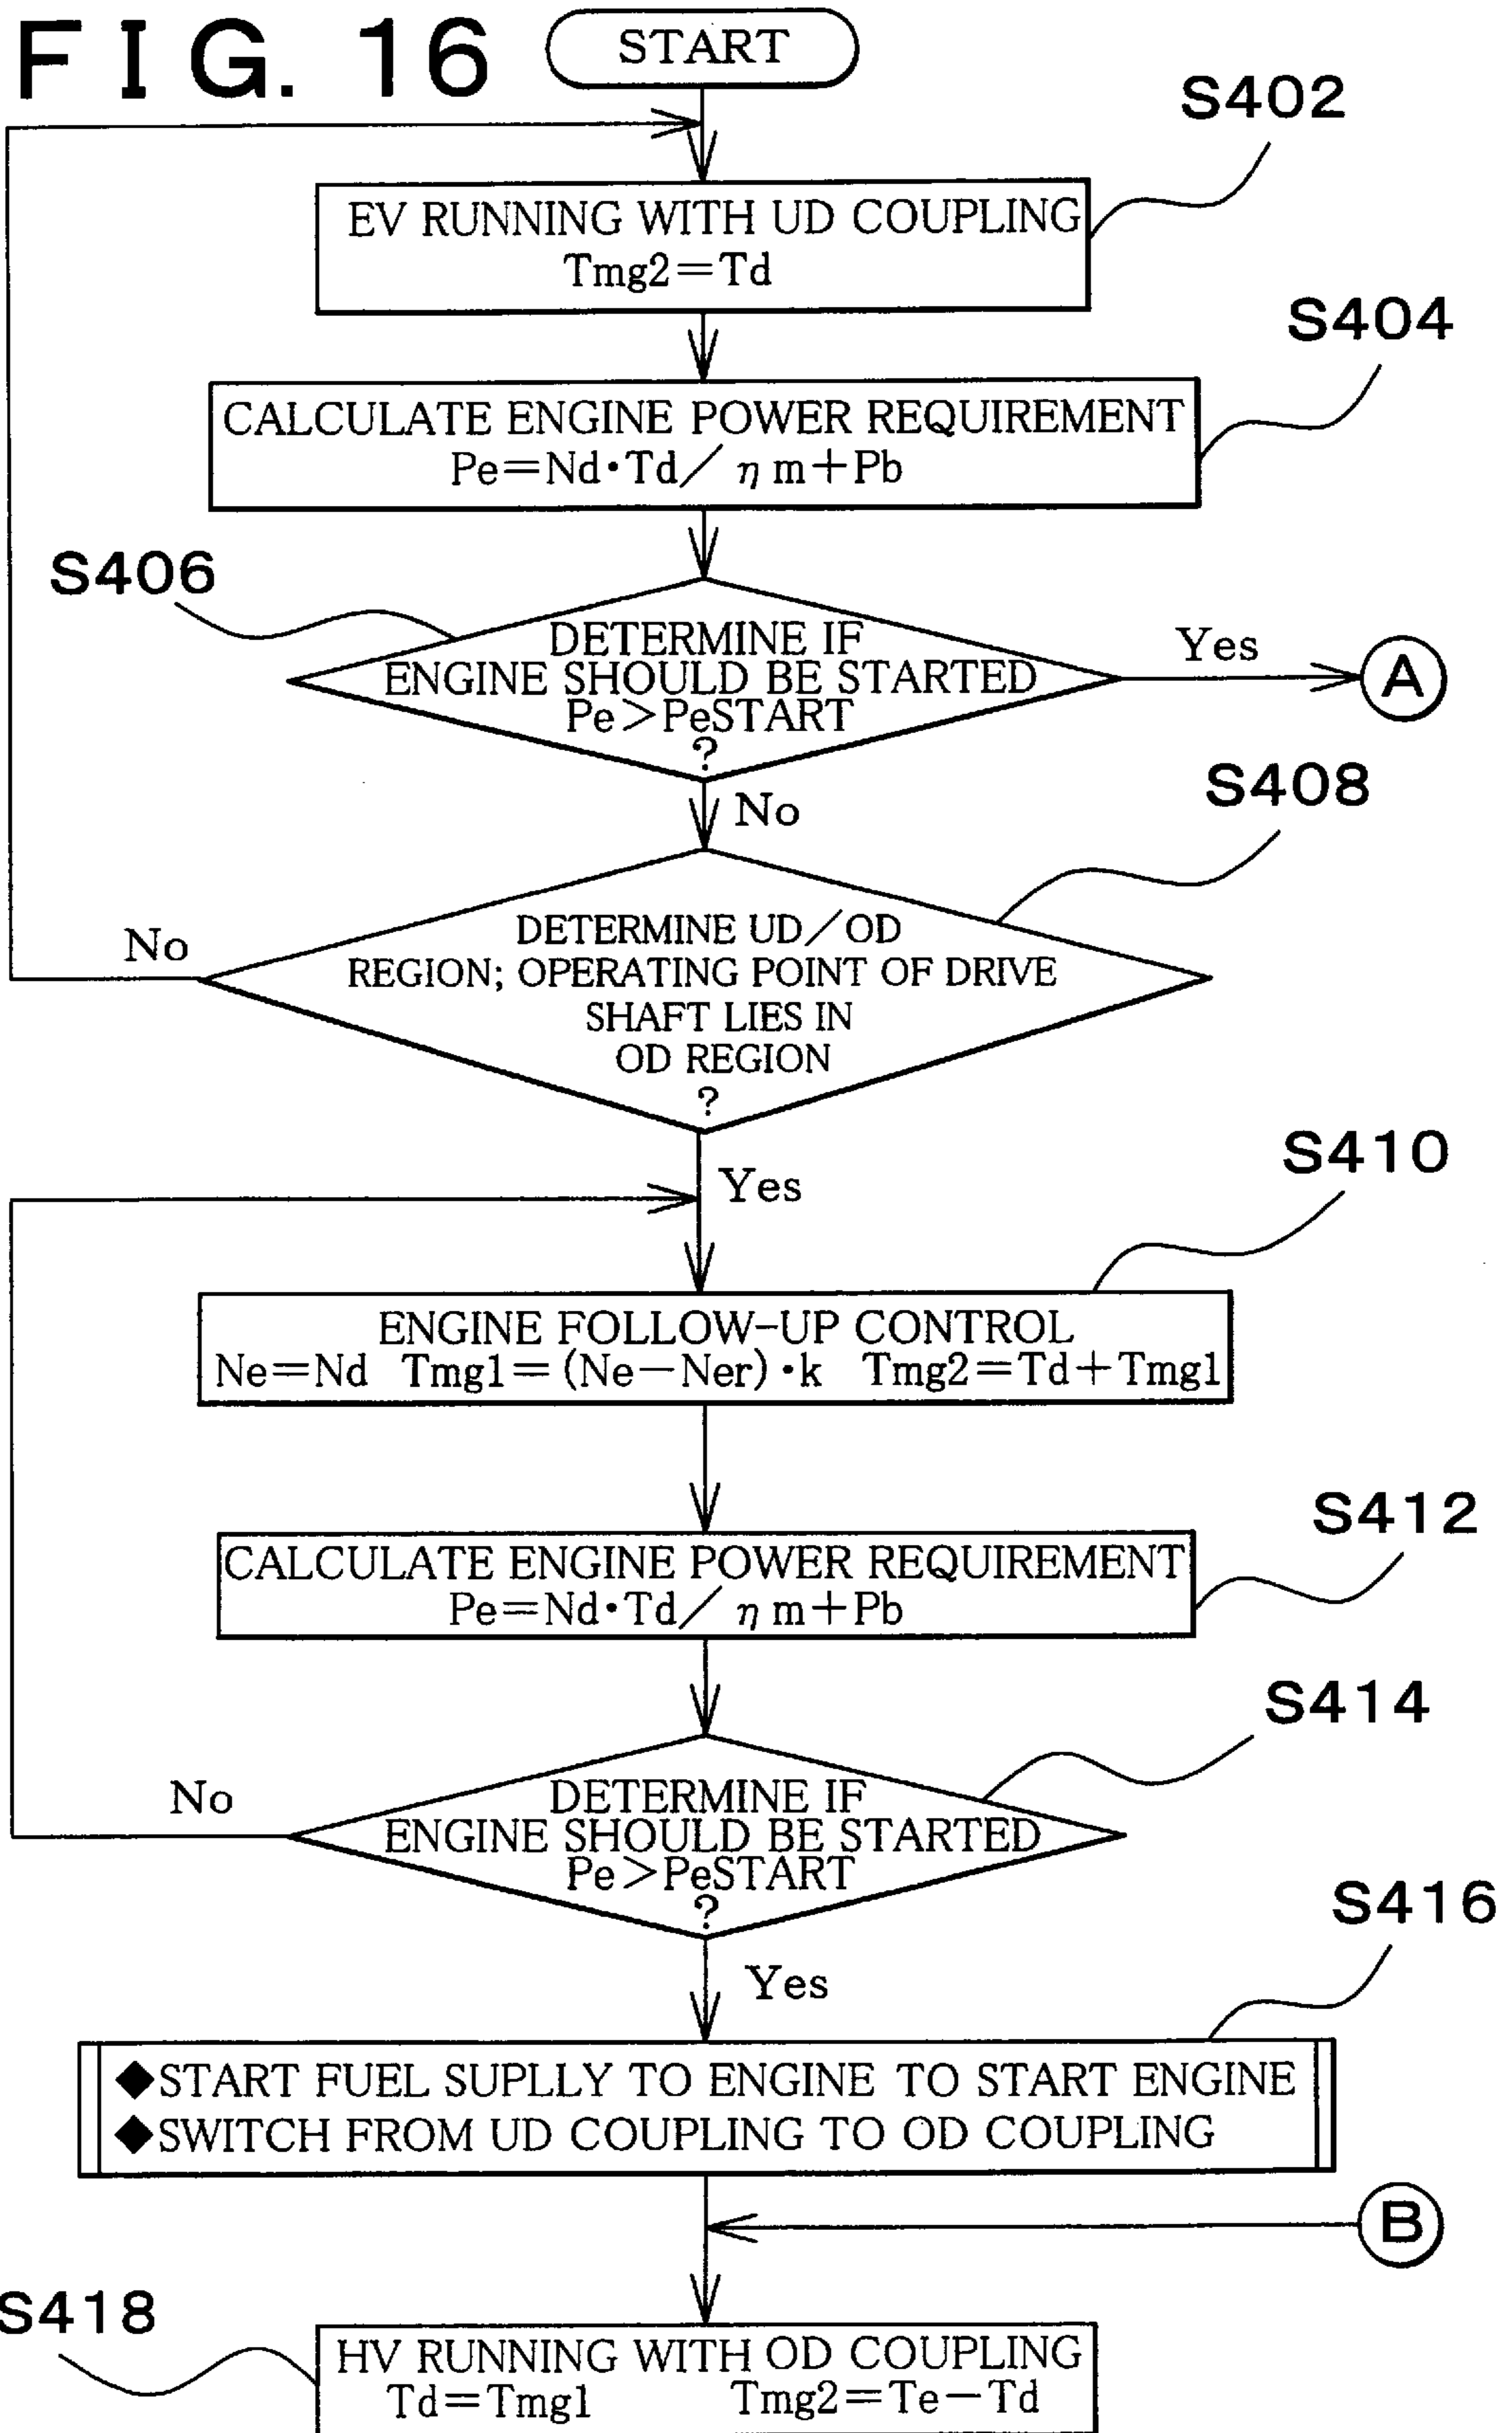 FIG. 16
START
S402
EV RUNNING WITH UD COUPLING
Tmg2=Td
S404
CALCULATE ENGINE POWER REQUIREMENT
Pe=Nd·Td/ηm+Pb
S406
DETERMINE IF
ENGINE SHOULD BE STARTED
Pe>PeSTART
?
Yes
A
No
S408
DETERMINE UD/OD
REGION; OPERATING POINT OF DRIVE
SHAFT LIES IN
OD REGION
?
No
Yes
S410
ENGINE FOLLOW-UP CONTROL
Ne=Nd Tmg1=(Ne-Ner)·k Tmg2=Td+Tmg1
S412
CALCULATE ENGINE POWER REQUIREMENT
Pe=Nd·Td/ηm+Pb
S414
DETERMINE IF
ENGINE SHOULD BE STARTED
Pe>PeSTART
?
No
Yes
S416
◆START FUEL SUPLLY TO ENGINE TO START ENGINE
◆SWITCH FROM UD COUPLING TO OD COUPLING
B
S418
HV RUNNING WITH OD COUPLING
Td=Tmg1 Tmg2=Te-Td